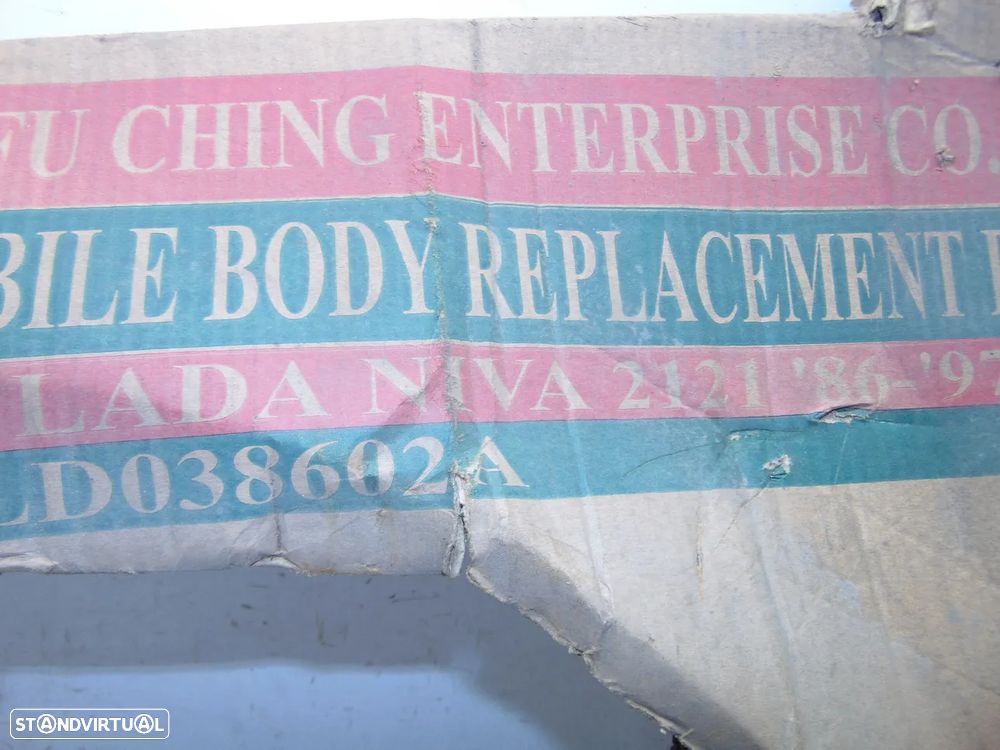 FU CHING ENTERPRISE CO.
BILE BODY REPLACEMENT
LADA NIVA 2121 '86-'97
LD038602A
STANDVIRTUAL